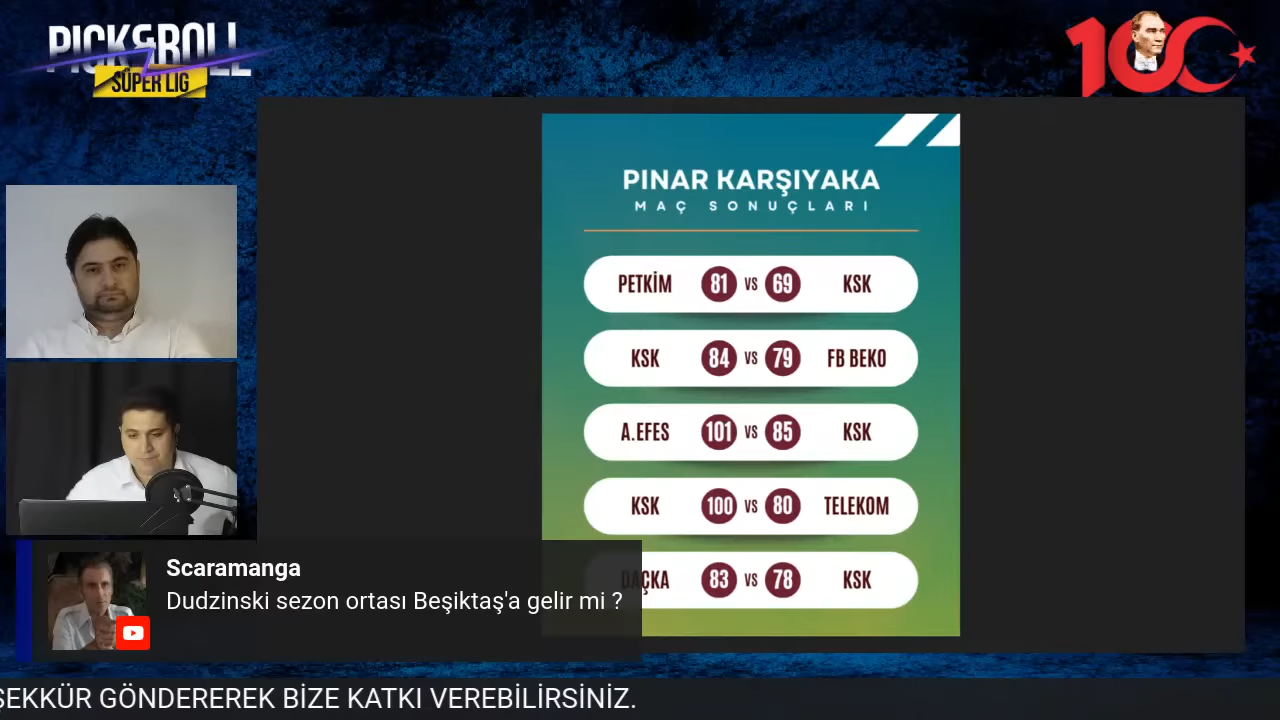 PICK&ROLL
SÜPER LIG
100
PINAR KARŞIYAKA
MAÇ SONUÇLARI
PETKİM 81 VS 69 KSK
KSK 84 VS 79 FB BEKO
A.EFES 101 VS 85 KSK
KSK 100 VS 80 TELEKOM
DAÇKA 83 VS 78 KSK
Scaramanga
Dudzinski sezon ortası Beşiktaş'a gelir mi ?
ŞEKKÜR GÖNDEREREK BİZE KATKI VEREBİLİRSİNİZ.